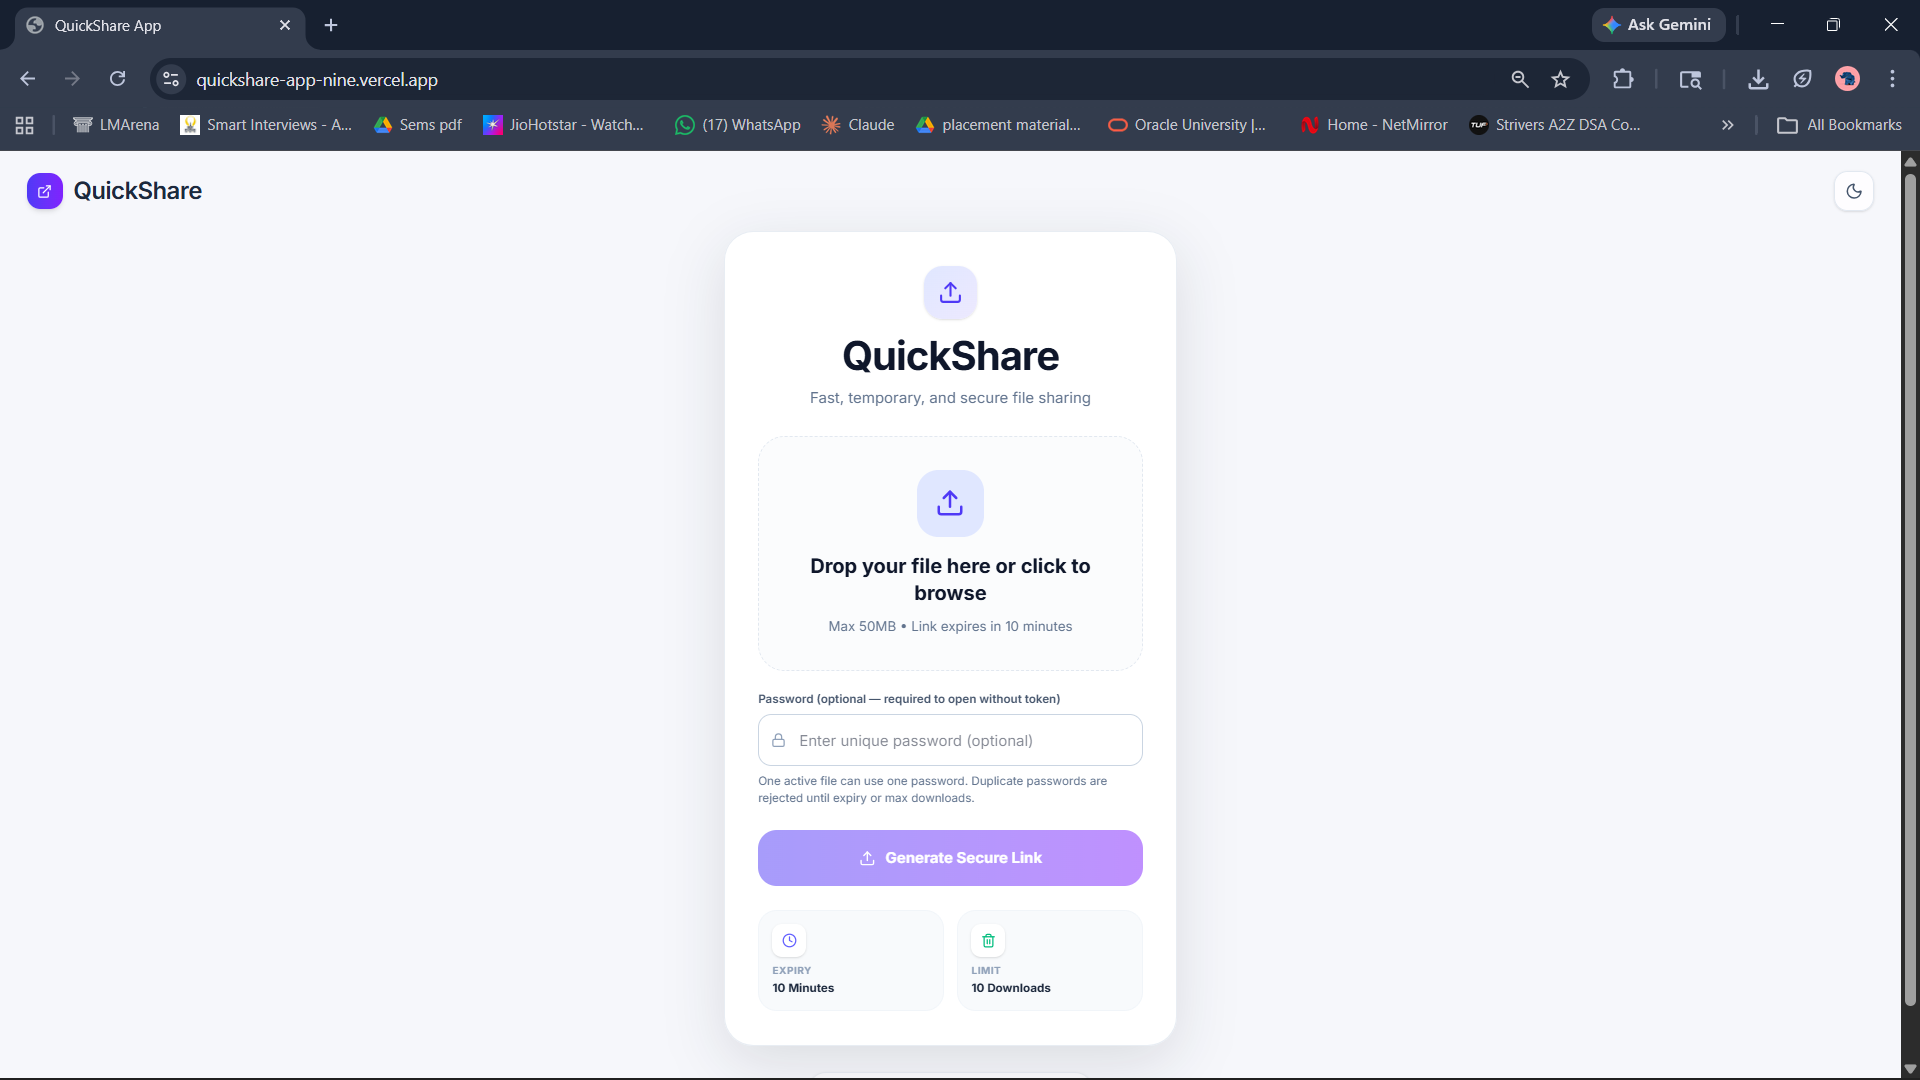 QuickShare App
Ask Gemini
quickshare-app-nine.vercel.app
LMArena
Smart Interviews - A...
Sems pdf
JioHotstar - Watch...
(17) WhatsApp
Claude
placement material...
Oracle University |...
Home - NetMirror
TUF
Strivers A2Z DSA Co...
All Bookmarks
QuickShare
QuickShare
Fast, temporary, and secure file sharing
Drop your file here or click to
browse
Max 50MB • Link expires in 10 minutes
Password (optional — required to open without token)
Enter unique password (optional)
One active file can use one password. Duplicate passwords are
rejected until expiry or max downloads.
Generate Secure Link
EXPIRY
10 Minutes
LIMIT
10 Downloads